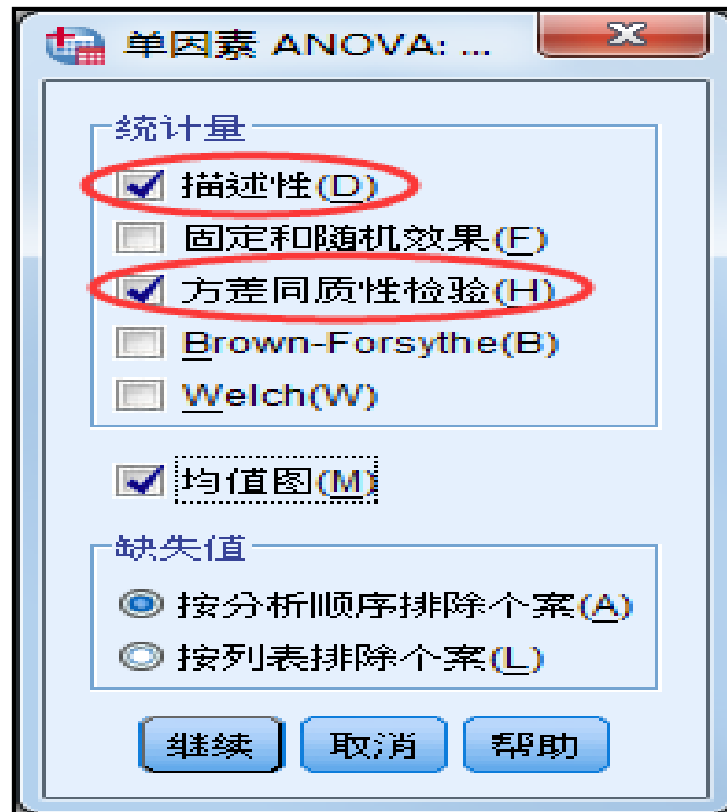 单因素 ANOVA: ...
统计量
描述性(D)
固定和随机效果(F)
方差同质性检验(H)
Brown-Forsythe(B)
Welch(W)
均值图(M)
缺失值
按分析顺序排除个案(A)
按列表排除个案(L)
继续 取消 帮助